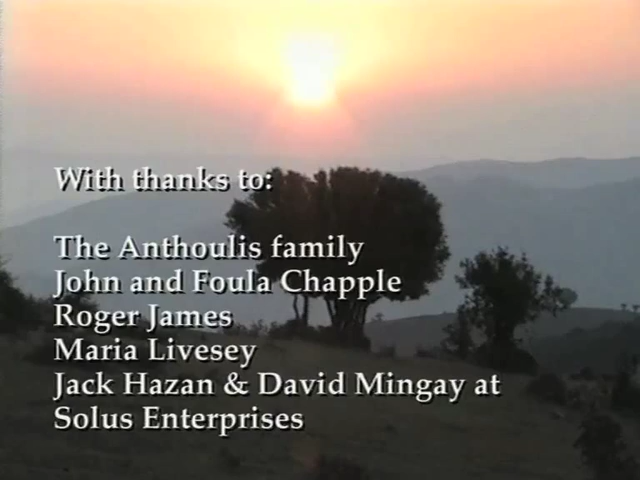 With thanks to:
The Anthoulis family
John and Foula Chapple
Roger James
Maria Livesey
Jack Hazan & David Mingay at
Solus Enterprises